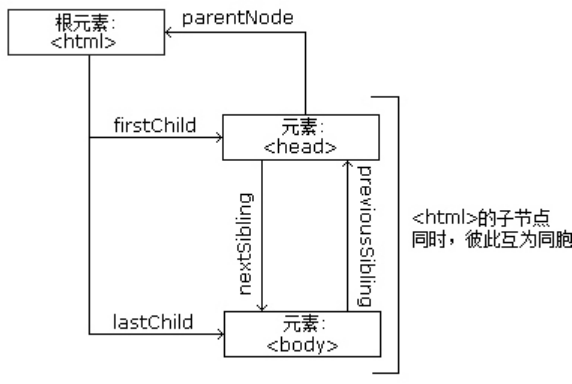 根元素:
<html>
parentNode
firstChild
元素:
<head>
nextSibling
previousSibling
<html>的子节点
同时，彼此互为同胞
lastChild
元素:
<body>